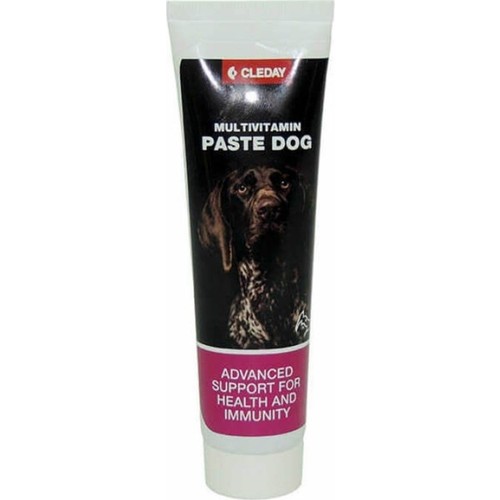 CLEDAY
MULTIVITAMIN
PASTE DOG
ADVANCED
SUPPORT FOR
HEALTH AND
IMMUNITY